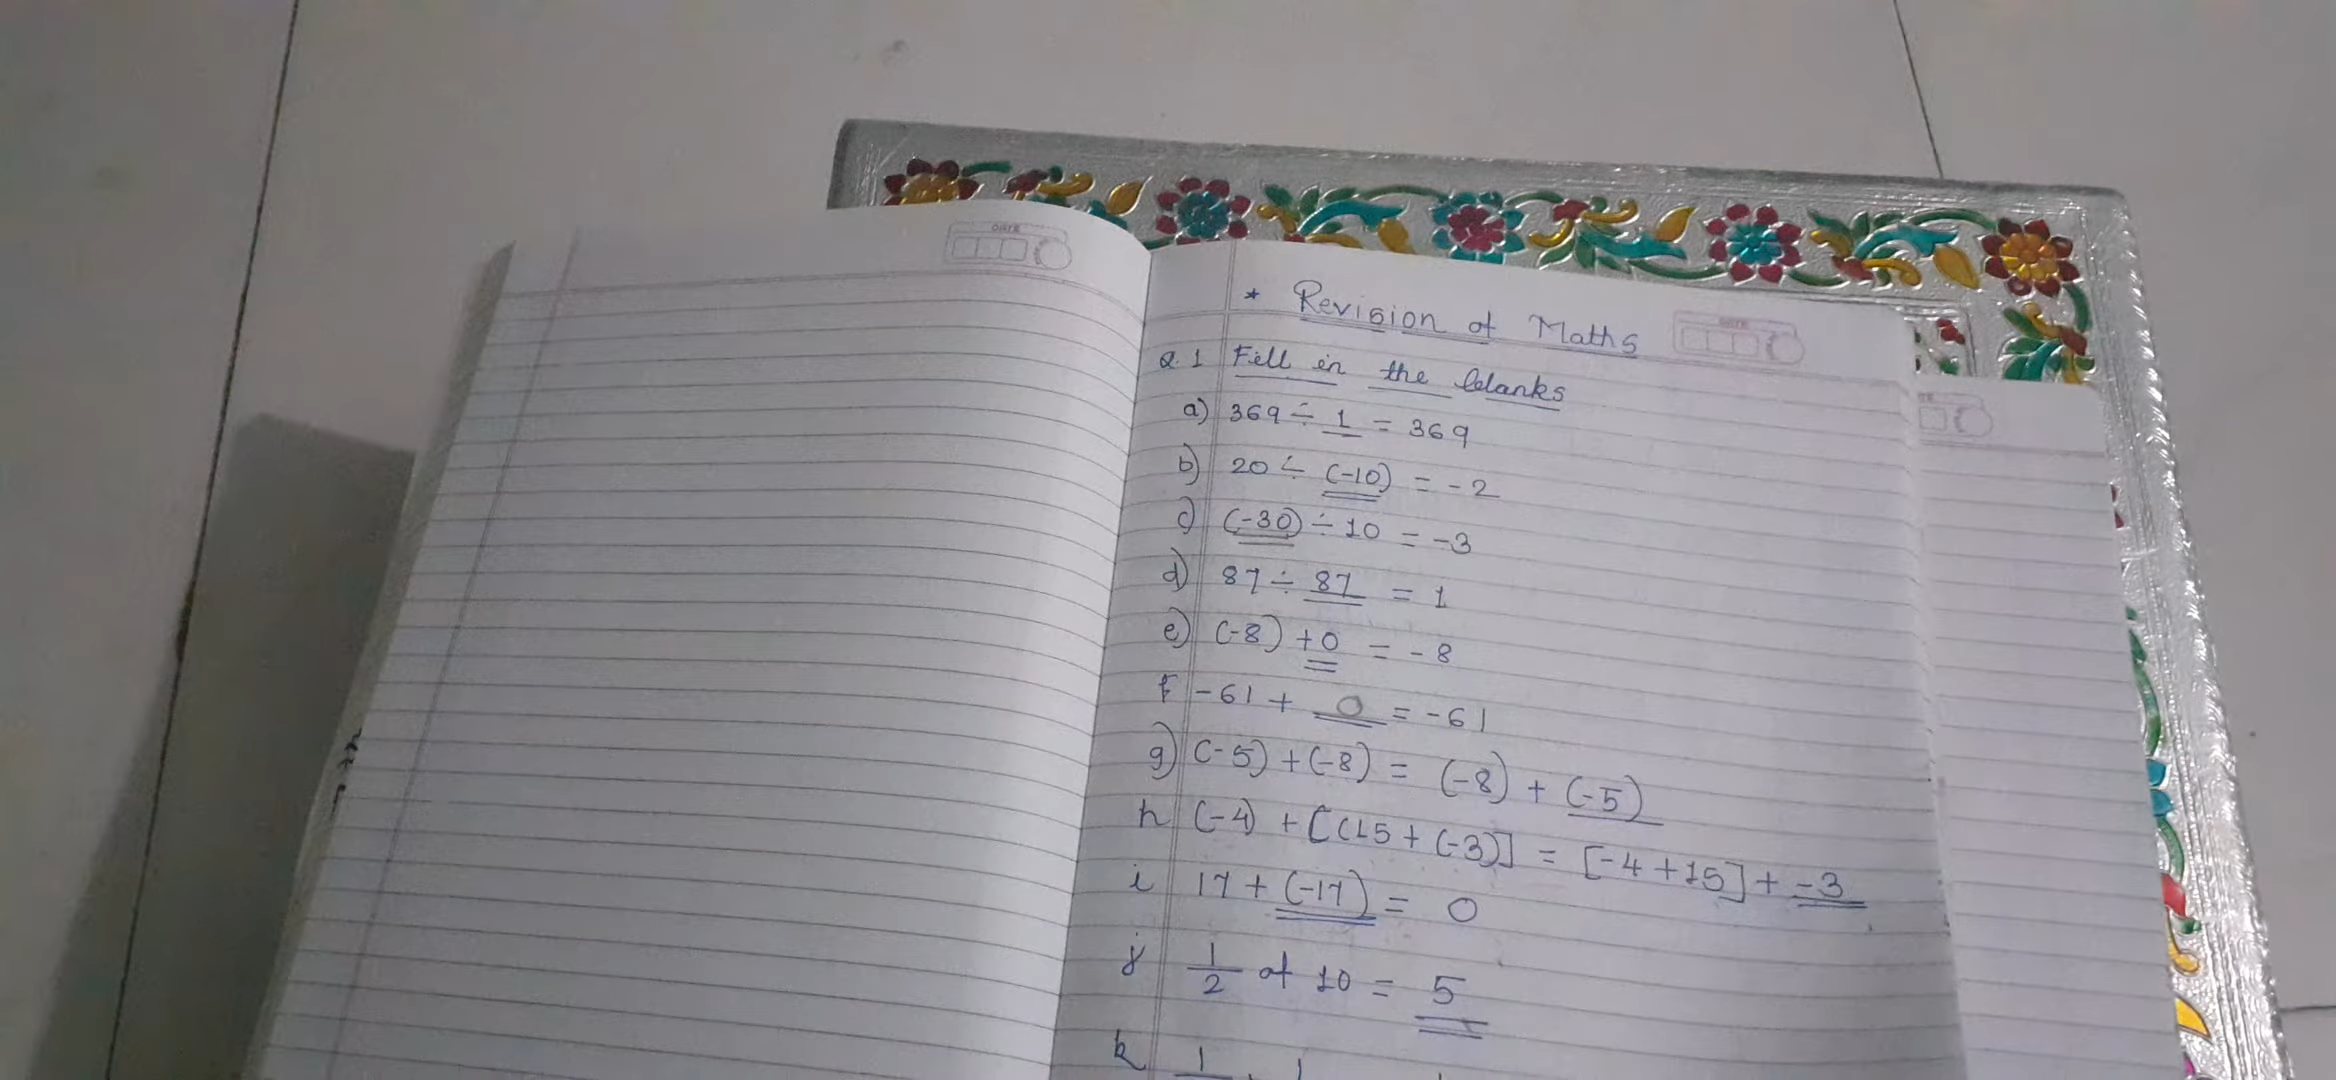 DATE
* Revision of Maths
DATE
Q.1 Fill in the blanks
a) 369 ÷ 1 = 369
b) 20 ÷ (-10) = -2
c) (-30) ÷ 10 = -3
d) 87 ÷ 87 = 1
e) (-8) + 0 = -8
f -61 + 0 = -61
g) (-5) + (-8) = (-8) + (-5)
h (-4) + [(15 + (-3)] = [-4 + 15] + -3
i 17 + (-17) = 0
j 1/2 of 10 = 5
k